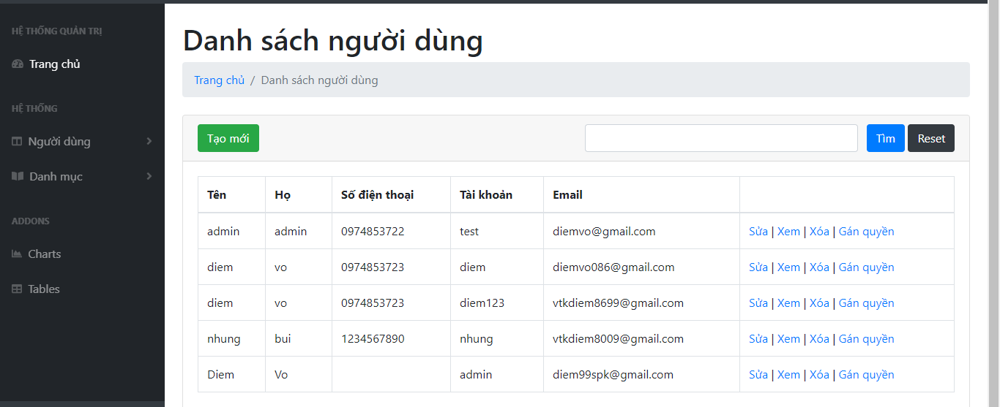 HỆ THỐNG QUẢN TRỊ
Trang chủ
HỆ THỐNG
Người dùng
Danh mục
ADDONS
Charts
Tables
Danh sách người dùng
Trang chủ / Danh sách người dùng
Tạo mới Tìm Reset
Tên Họ Số điện thoại Tài khoản Email
admin admin 0974853722 test diemvo@gmail.com Sửa | Xem | Xóa | Gán quyền
diem vo 0974853723 diem diemvo086@gmail.com Sửa | Xem | Xóa | Gán quyền
diem vo 0974853723 diem123 vtkdiem8699@gmail.com Sửa | Xem | Xóa | Gán quyền
nhung bui 1234567890 nhung vtkdiem8009@gmail.com Sửa | Xem | Xóa | Gán quyền
Diem Vo admin diem99spk@gmail.com Sửa | Xem | Xóa | Gán quyền